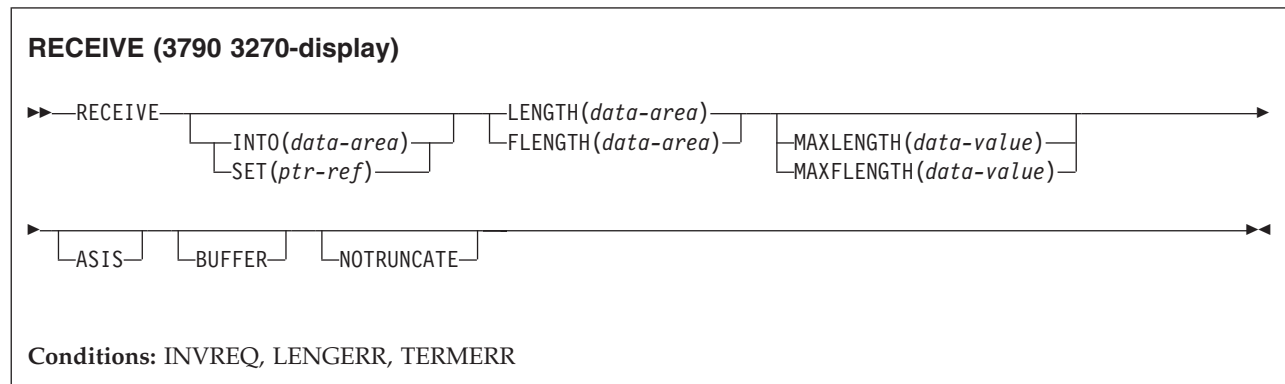 RECEIVE (3790 3270-display)
RECEIVE LENGTH(data-area)
INTO(data-area) FLENGTH(data-area) MAXLENGTH(data-value)
SET(ptr-ref) MAXFLENGTH(data-value)
ASIS BUFFER NOTRUNCATE
Conditions: INVREQ, LENGERR, TERMERR